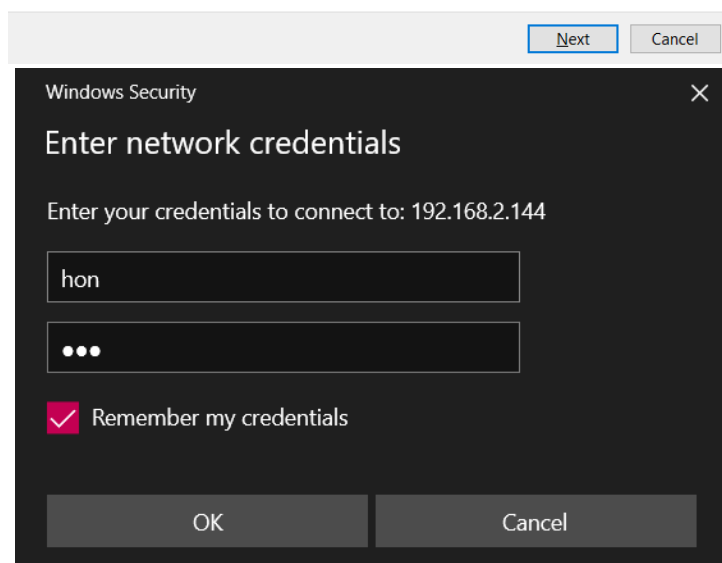 Next Cancel
Windows Security
Enter network credentials
Enter your credentials to connect to: 192.168.2.144
hon
●●●
Remember my credentials
OK Cancel